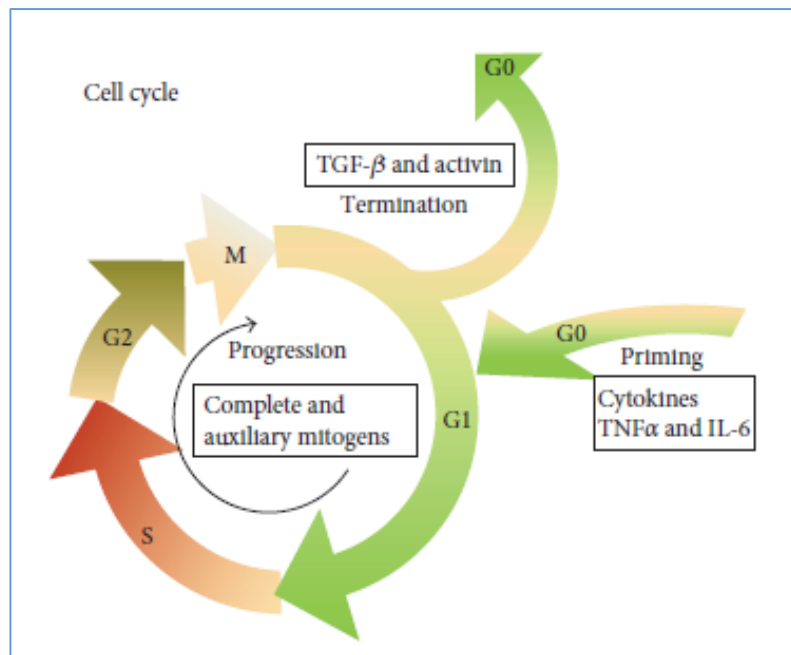 G0
Cell cycle
TGF-β and activin
Termination
M
G2
G0
Progression
Priming
Complete and
auxiliary mitogens
G1
Cytokines
TNFα and IL-6
S